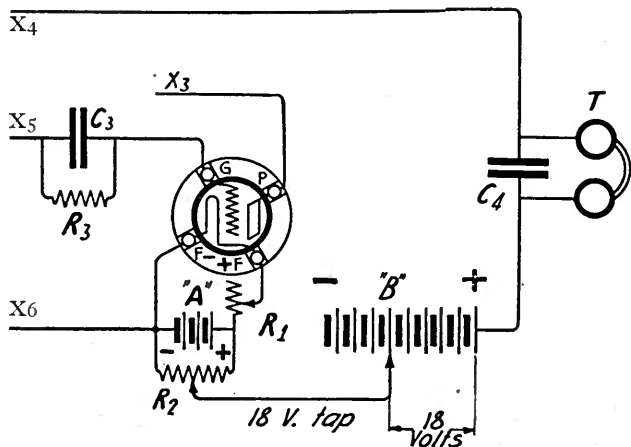 X4
X3
T
X5
C3
G P
R3
C4
F- +F
"A"
- "B" +
X6
R1
- +
R2
18 V. tap
18
volts